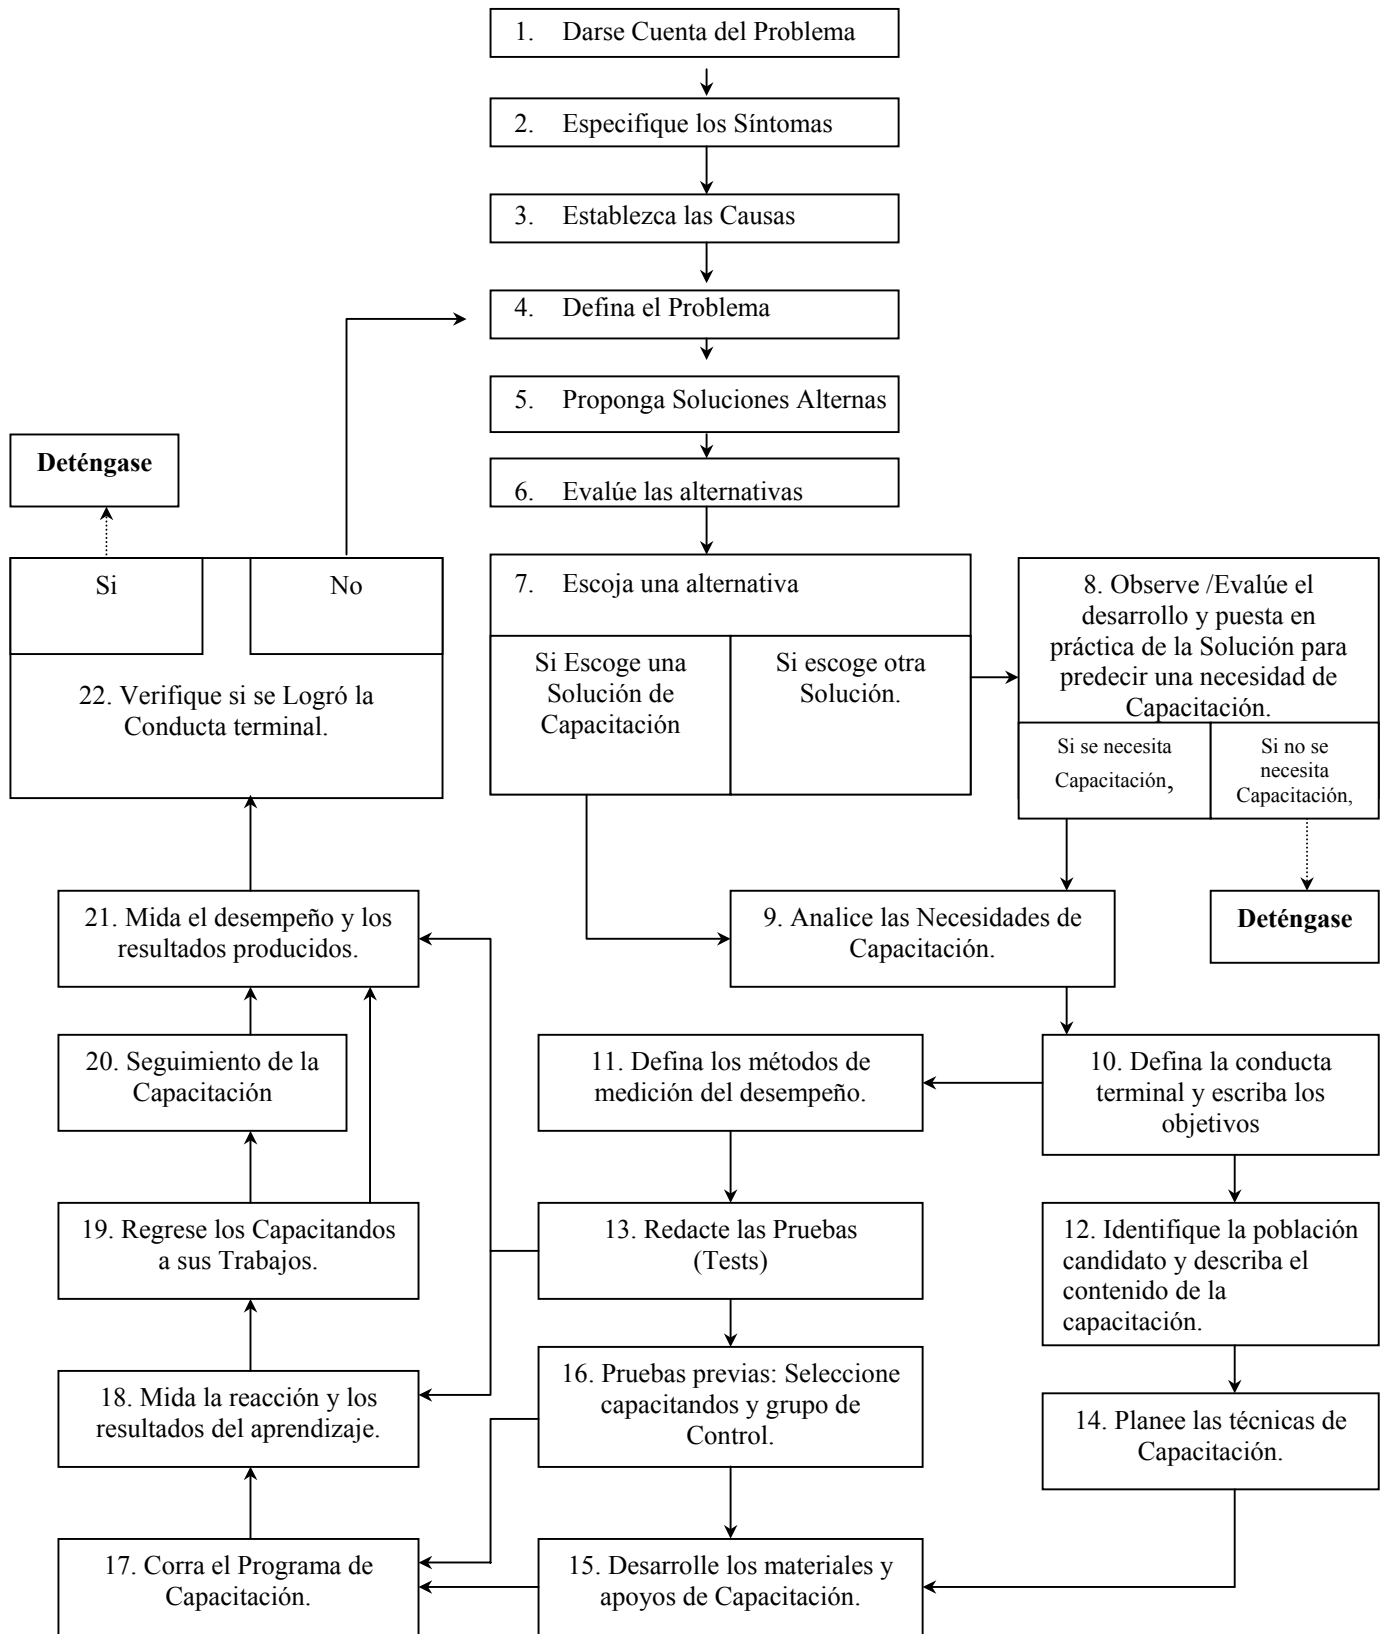 1. Darse Cuenta del Problema
2. Especifique los Síntomas
3. Establezca las Causas
4. Defina el Problema
5. Proponga Soluciones Alternas
Deténgase
6. Evalúe las alternativas
Si
No
22. Verifique si se Logró la
Conducta terminal.
7. Escoja una alternativa
Si Escoge una
Solución de
Capacitación
Si escoge otra
Solución.
8. Observe /Evalúe el
desarrollo y puesta en
práctica de la Solución para
predecir una necesidad de
Capacitación.
Si se necesita
Capacitación,
Si no se
necesita
Capacitación,
21. Mida el desempeño y los
resultados producidos.
9. Analice las Necesidades de
Capacitación.
Deténgase
20. Seguimiento de la
Capacitación
11. Defina los métodos de
medición del desempeño.
10. Defina la conducta
terminal y escriba los
objetivos
19. Regrese los Capacitandos
a sus Trabajos.
13. Redacte las Pruebas
(Tests)
12. Identifique la población
candidato y describa el
contenido de la
capacitación.
18. Mida la reacción y los
resultados del aprendizaje.
16. Pruebas previas: Seleccione
capacitandos y grupo de
Control.
14. Planee las técnicas de
Capacitación.
17. Corra el Programa de
Capacitación.
15. Desarrolle los materiales y
apoyos de Capacitación.